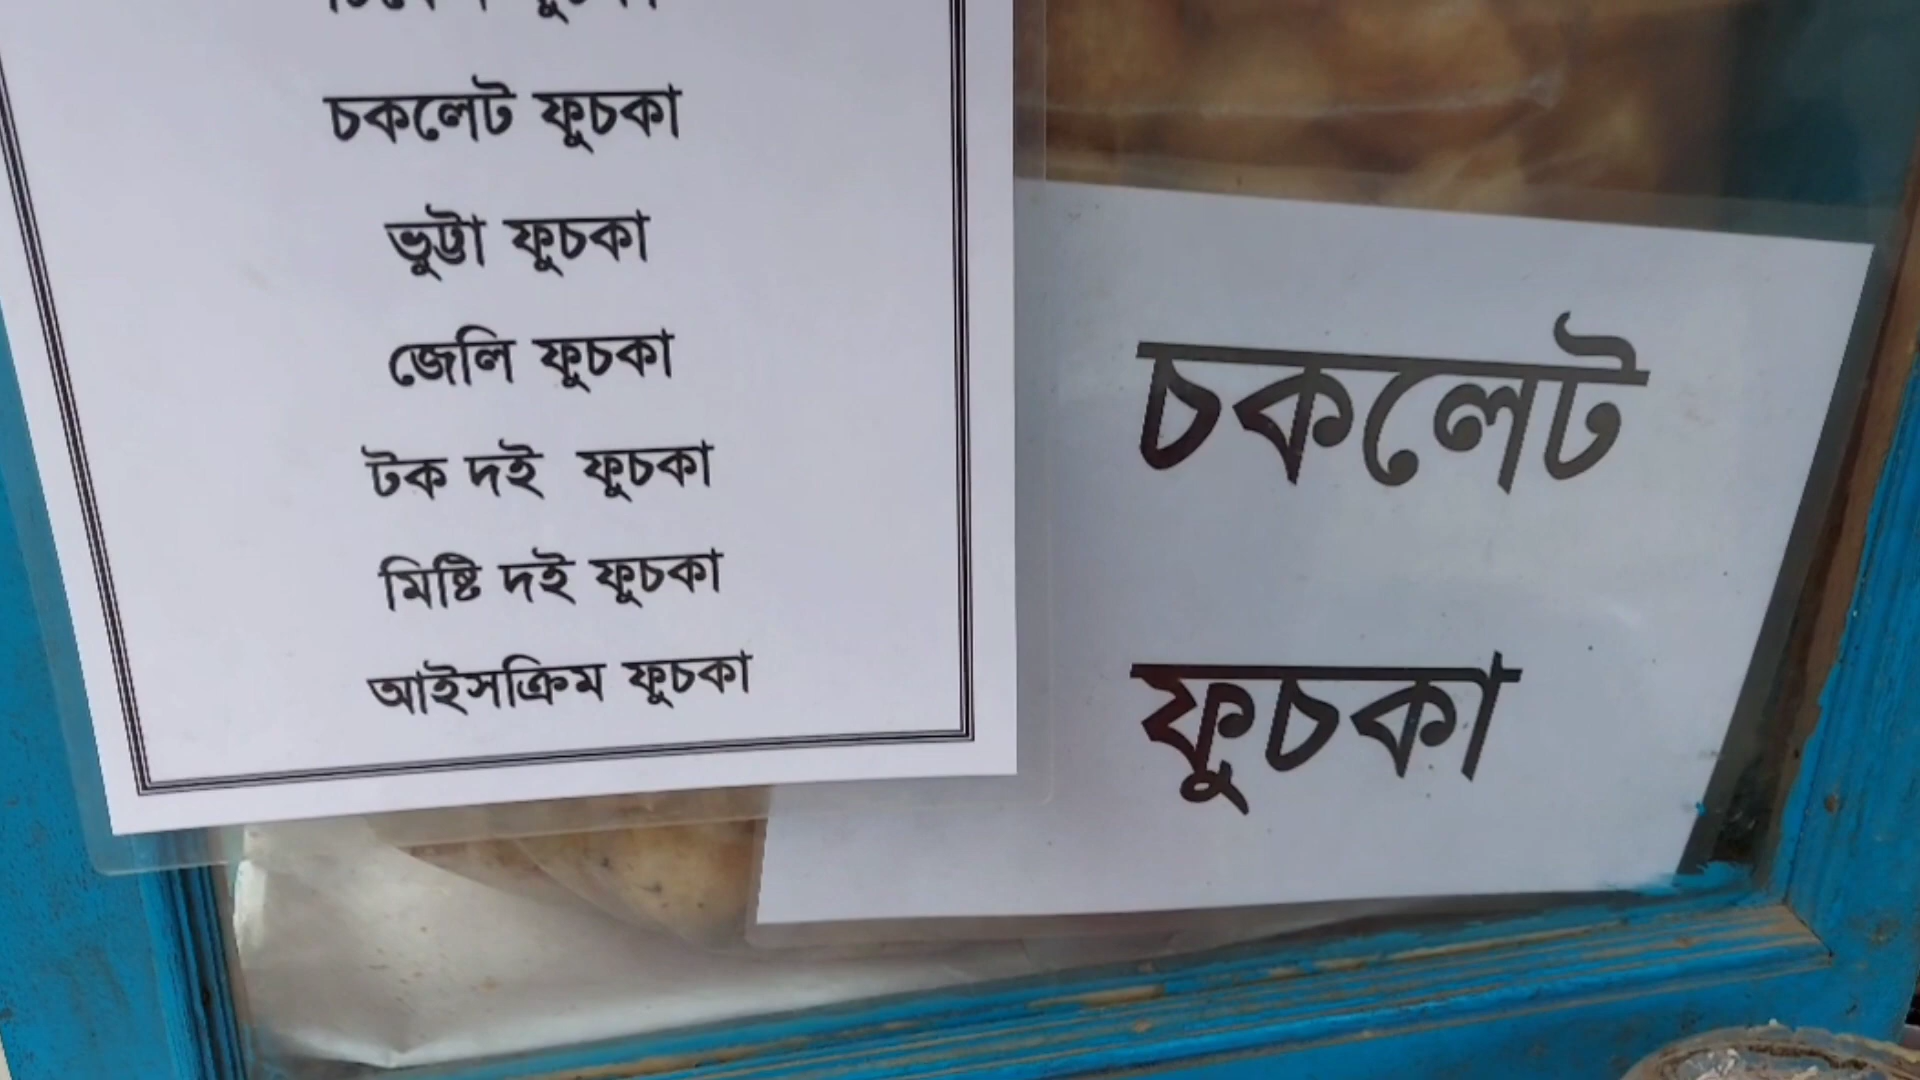 চকলেট ফুচকা
ভুট্টা ফুচকা
জেলি ফুচকা
টক দই ফুচকা
মিষ্টি দই ফুচকা
আইসক্রিম ফুচকা
চকলেট
ফুচকা